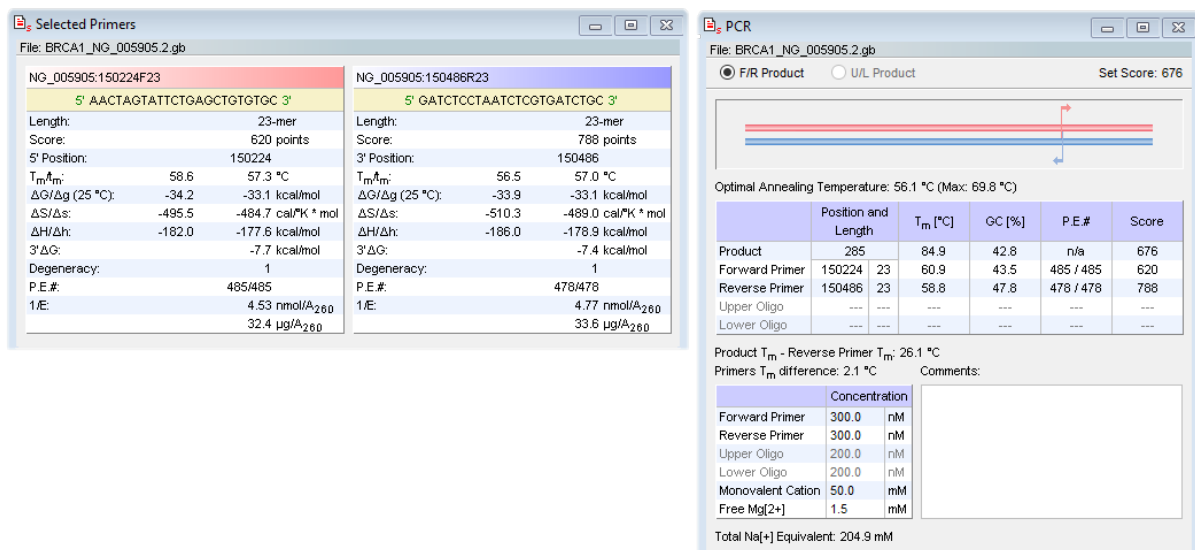 Selected Primers
File: BRCA1_NG_005905.2.gb
NG_005905:150224F23
5' AACTAGTATTCTGAGCTGTGTGC 3'
Length: 23-mer
Score: 620 points
5' Position: 150224
Tm/tm: 58.6 57.3 °C
ΔG/Δg (25 °C): -34.2 -33.1 kcal/mol
ΔS/Δs: -495.5 -484.7 cal/°K * mol
ΔH/Δh: -182.0 -177.6 kcal/mol
3'ΔG: -7.7 kcal/mol
Degeneracy: 1
P.E.#: 485/485
1/E: 4.53 nmol/A260
32.4 µg/A260
NG_005905:150486R23
5' GATCTCCTAATCTCGTGATCTGC 3'
Length: 23-mer
Score: 788 points
3' Position: 150486
Tm/tm: 56.5 57.0 °C
ΔG/Δg (25 °C): -33.9 -33.1 kcal/mol
ΔS/Δs: -510.3 -489.0 cal/°K * mol
ΔH/Δh: -186.0 -178.9 kcal/mol
3'ΔG: -7.4 kcal/mol
Degeneracy: 1
P.E.#: 478/478
1/E: 4.77 nmol/A260
33.6 µg/A260
PCR
File: BRCA1_NG_005905.2.gb
F/R Product U/L Product Set Score: 676
Optimal Annealing Temperature: 56.1 °C (Max: 69.8 °C)
Position and Length Tm [°C] GC [%] P.E.# Score
Product 285 84.9 42.8 n/a 676
Forward Primer 150224 23 60.9 43.5 485 / 485 620
Reverse Primer 150486 23 58.8 47.8 478 / 478 788
Upper Oligo --- --- --- --- --- ---
Lower Oligo --- --- --- --- --- ---
Product Tm - Reverse Primer Tm: 26.1 °C
Primers Tm difference: 2.1 °C Comments:
Concentration
Forward Primer 300.0 nM
Reverse Primer 300.0 nM
Upper Oligo 200.0 nM
Lower Oligo 200.0 nM
Monovalent Cation 50.0 mM
Free Mg[2+] 1.5 mM
Total Na[+] Equivalent: 204.9 mM